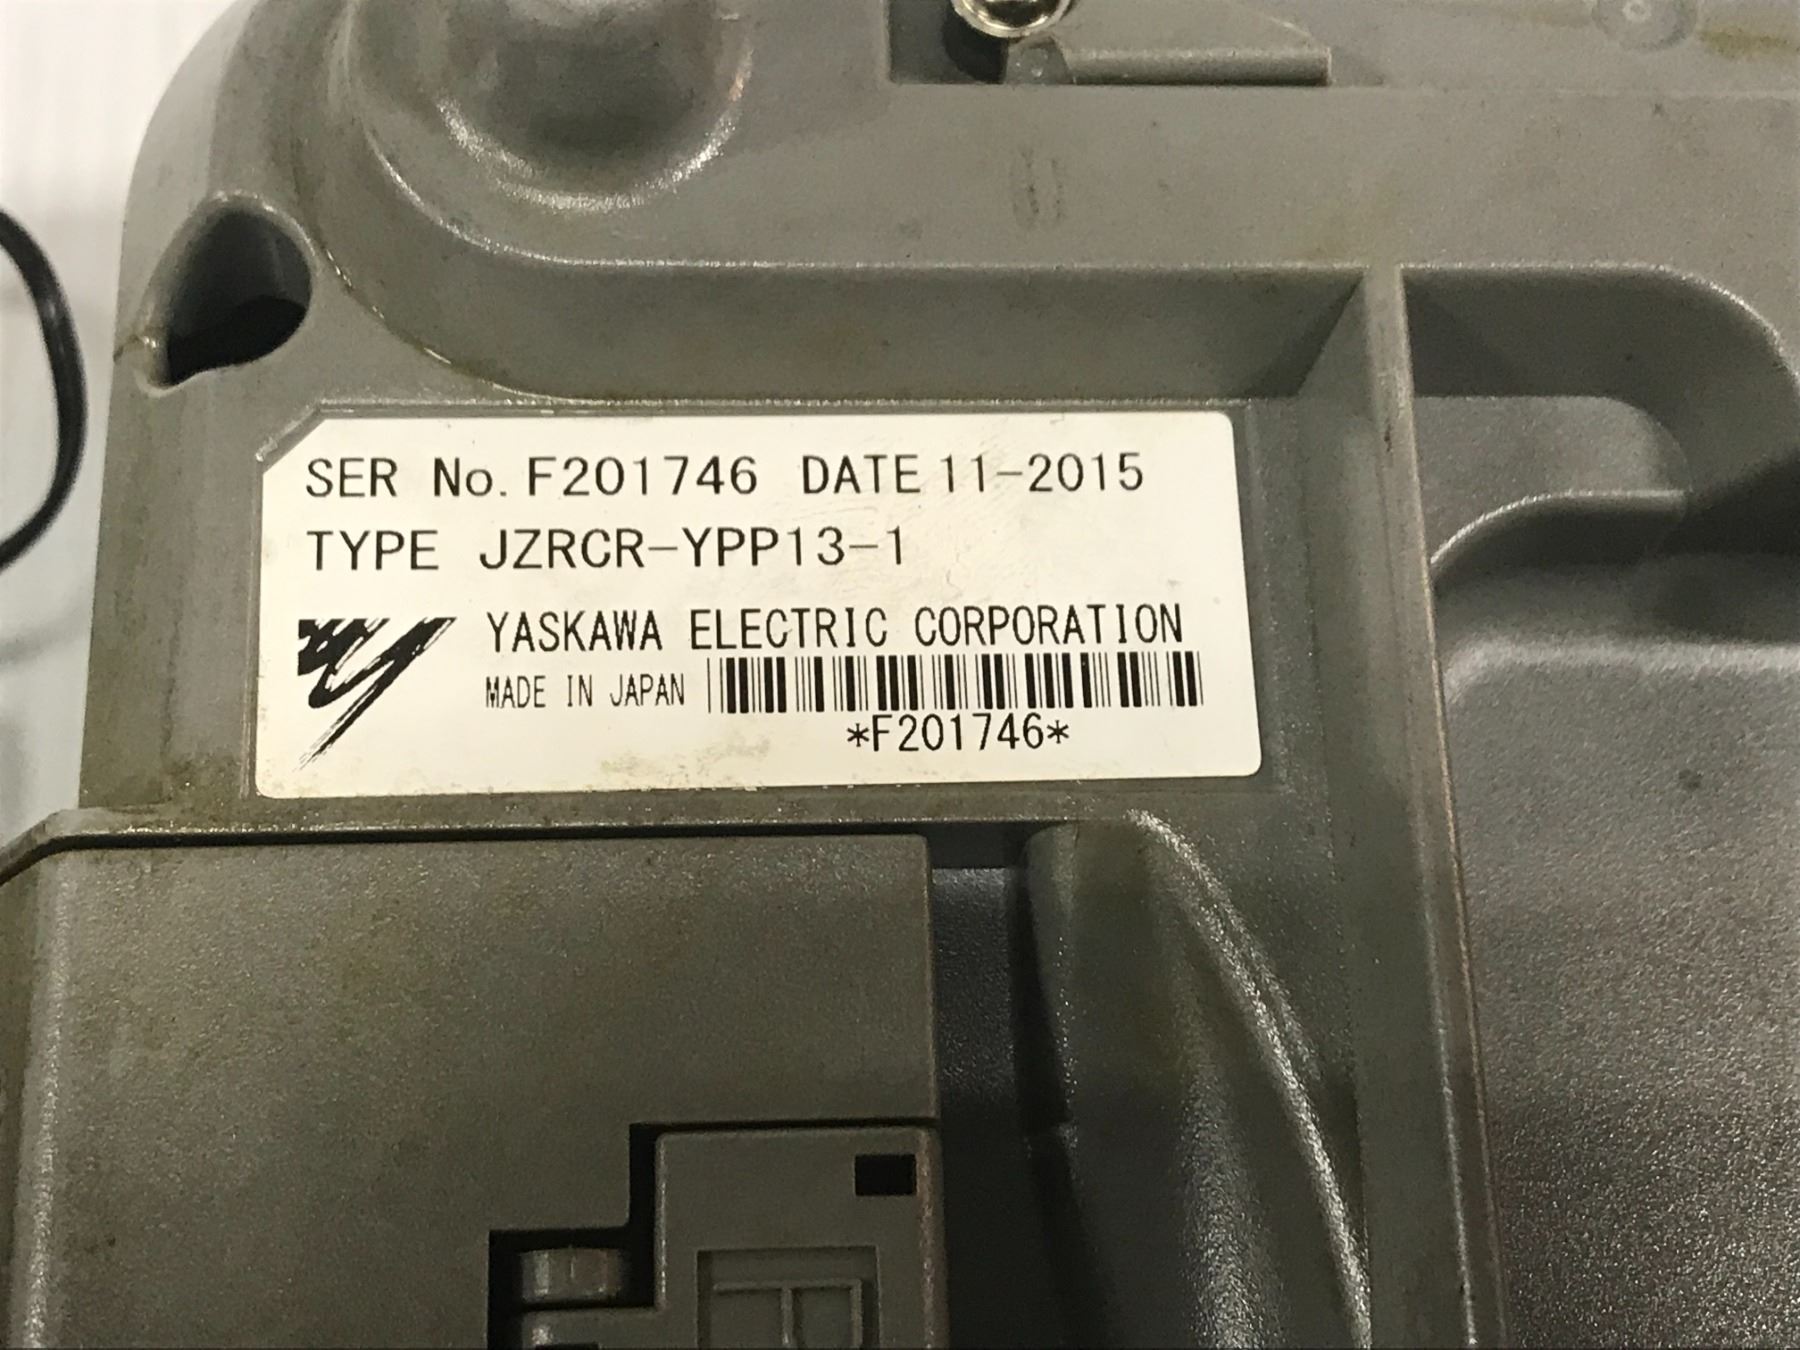 SER No. F201746 DATE 11-2015
TYPE JZRCR-YPP13-1
YASKAWA ELECTRIC CORPORATION
MADE IN JAPAN
*F201746*